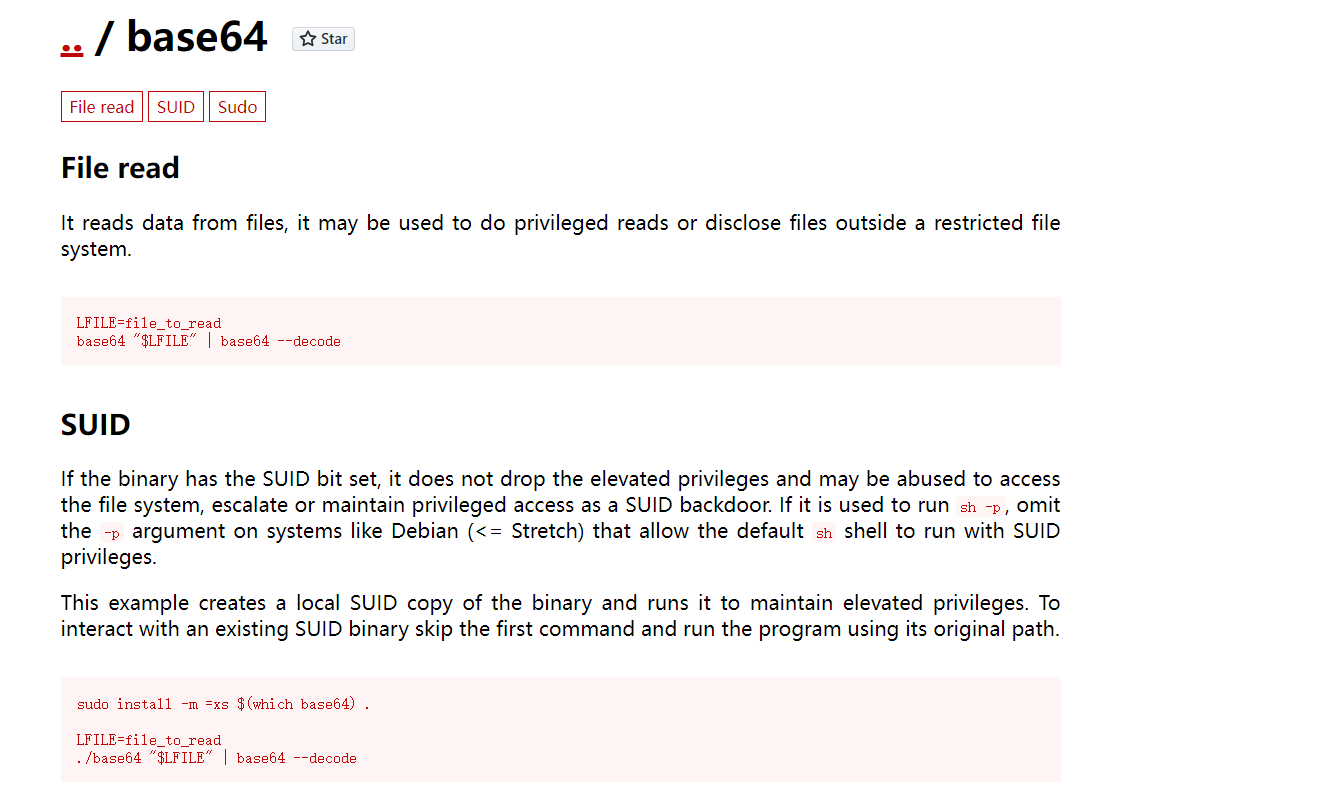 .. / base64 Star
File read SUID Sudo
File read
It reads data from files, it may be used to do privileged reads or disclose files outside a restricted file
system.
LFILE=file_to_read
base64 "$LFILE" | base64 --decode
SUID
If the binary has the SUID bit set, it does not drop the elevated privileges and may be abused to access
the file system, escalate or maintain privileged access as a SUID backdoor. If it is used to run sh -p, omit
the -p argument on systems like Debian (<= Stretch) that allow the default sh shell to run with SUID
privileges.
This example creates a local SUID copy of the binary and runs it to maintain elevated privileges. To
interact with an existing SUID binary skip the first command and run the program using its original path.
sudo install -m =xs $(which base64) .
LFILE=file_to_read
./base64 "$LFILE" | base64 --decode